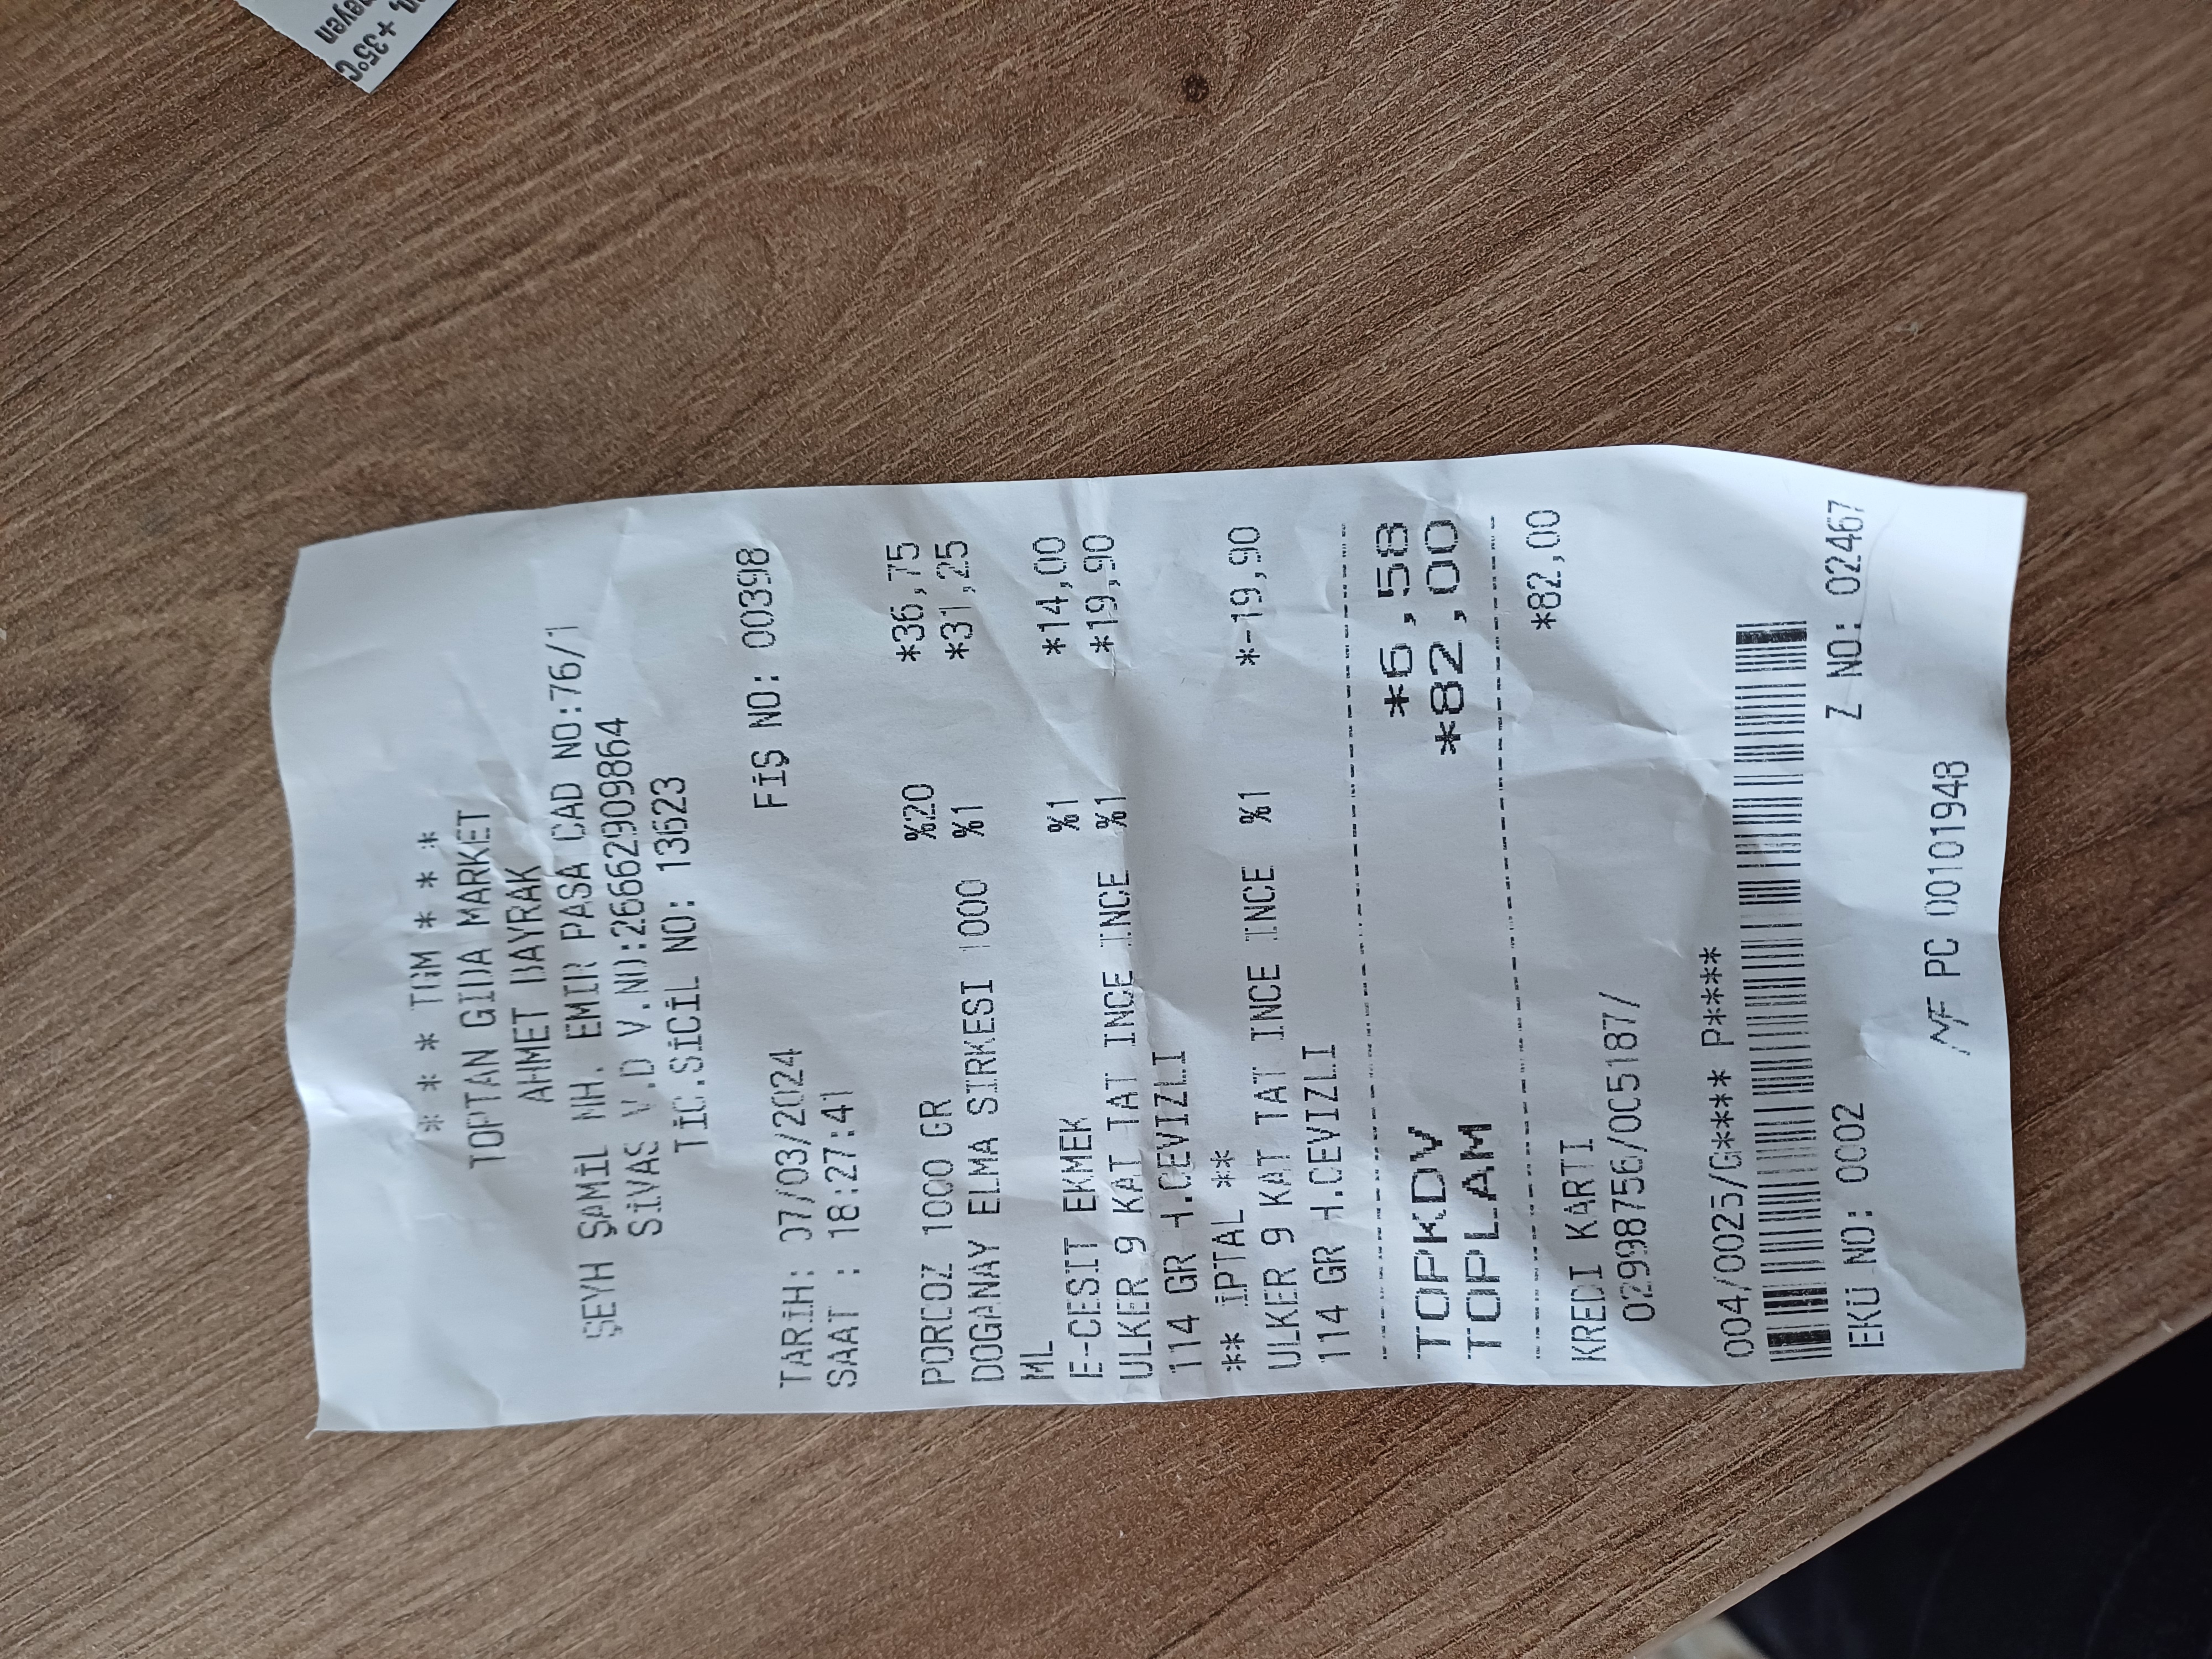 * * * TGM * * *
TOPTAN GIDA MARKET
AHMET BAYRAK
ŞEYH ŞAMİL MH. EMIR PASA CAD NO:76/1
SİVAS V.D V.NO:26662909864
TİC.SİCİL NO: 13623
TARİH: 07/03/2024 FİŞ NO: 00398
SAAT : 18:27:41
PORCOZ 1000 GR %20 *36,75
DOGANAY ELMA SIRKESI 1000 %1 *31,25
ML
E-CESIT EKMEK %1 *14,00
ULKER 9 KAT TAT INCE INCE %1 *19,90
114 GR H.CEVIZLI
** İPTAL **
ULKER 9 KAT TAT INCE INCE %1 *-19,90
114 GR H.CEVIZLI
TOPKDV *6,58
TOPLAM *82,00
KREDI KARTI *82,00
02998756/005187/
004/0025/G**** P****
EKÜ NO: 0002 Z NO: 02467
MF PC 00101948
+35°C